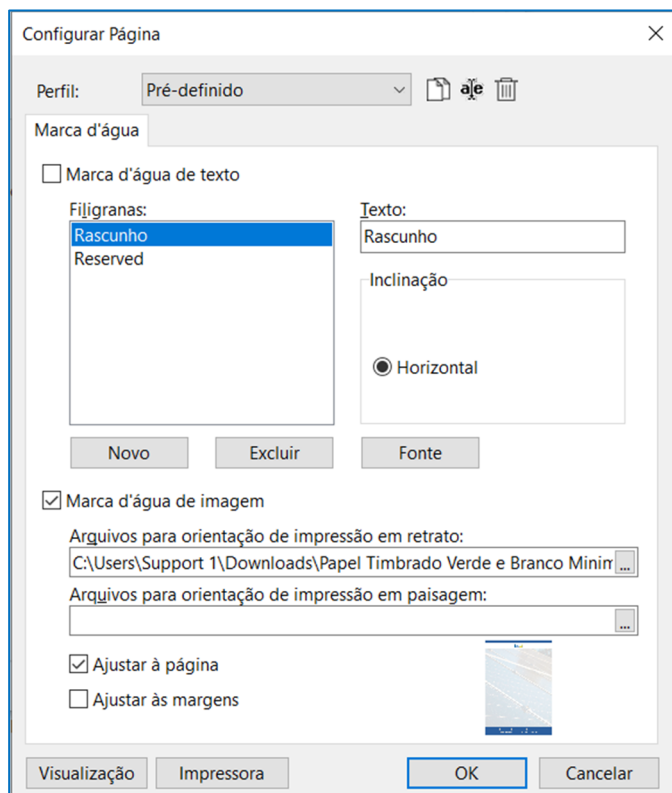 Configurar Página
Perfil: Pré-definido
Marca d'água
Marca d'água de texto
Filigranas: Texto:
Rascunho Rascunho
Reserved
Inclinação
Horizontal
Novo Excluir Fonte
Marca d'água de imagem
Arquivos para orientação de impressão em retrato:
C:\Users\Support 1\Downloads\Papel Timbrado Verde e Branco Minim ...
Arquivos para orientação de impressão em paisagem:
...
Ajustar à página
Ajustar às margens
Visualização Impressora OK Cancelar